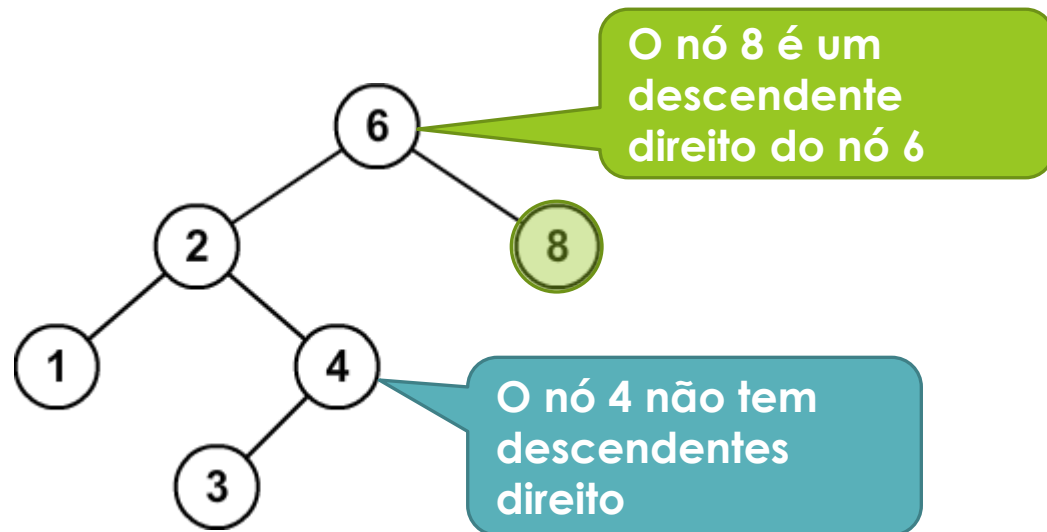 O nó 8 é um
descendente
direito do nó 6
6
2
8
1
4
O nó 4 não tem
descendentes
direito
3